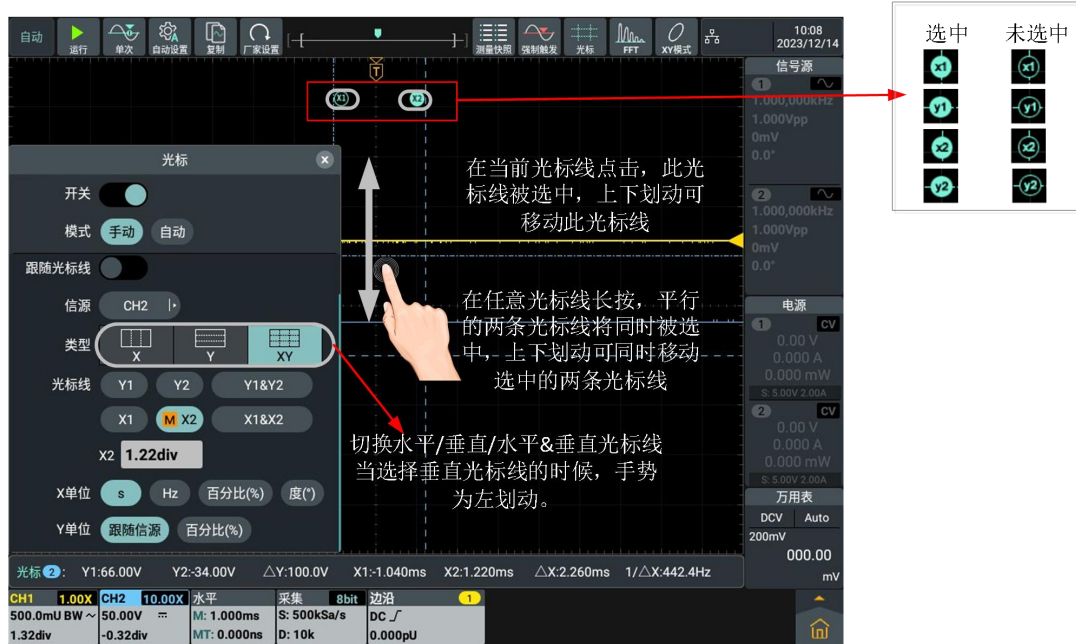 自动
运行
单次
自动设置
复制
厂家设置
T
测量快照
强制触发
光标
FFT
XY模式
10:08
2023/12/14
选中 未选中
x1 x1
y1 y1
x2 x2
y2 y2
X1 X2
信号源
1
1.000,000kHz
1.000Vpp
0mV
0.0°
2
1.000,000kHz
1.000Vpp
0mV
0.0°
电源
1 CV
0.00 V
0.000 A
0.000 mW
S: 5.00V 2.00A
2 CV
0.00 V
0.000 A
0.000 mW
S: 5.00V 2.00A
万用表
DCV Auto
200mV
000.00
mV
在当前光标线点击，此光
标线被选中，上下划动可
移动此光标线
在任意光标线长按，平行
的两条光标线将同时被选
中，上下划动可同时移动
选中的两条光标线
切换水平/垂直/水平&垂直光标线
当选择垂直光标线的时候，手势
为左划动。
光标
开关
模式 手动 自动
跟随光标线
信源 CH2
类型 X Y XY
光标线 Y1 Y2 Y1&Y2
X1 M X2 X1&X2
X2 1.22div
X单位 s Hz 百分比(%) 度(°)
Y单位 跟随信源 百分比(%)
光标 2 : Y1:66.00V Y2:-34.00V △Y:100.0V X1:-1.040ms X2:1.220ms △X:2.260ms 1/△X:442.4Hz
CH1 1.00X CH2 10.00X 水平 采集 8bit 边沿 1
500.0mU BW 50.00V M: 1.000ms S: 500kSa/s DC
1.32div -0.32div MT: 0.000ns D: 10k 0.000pU